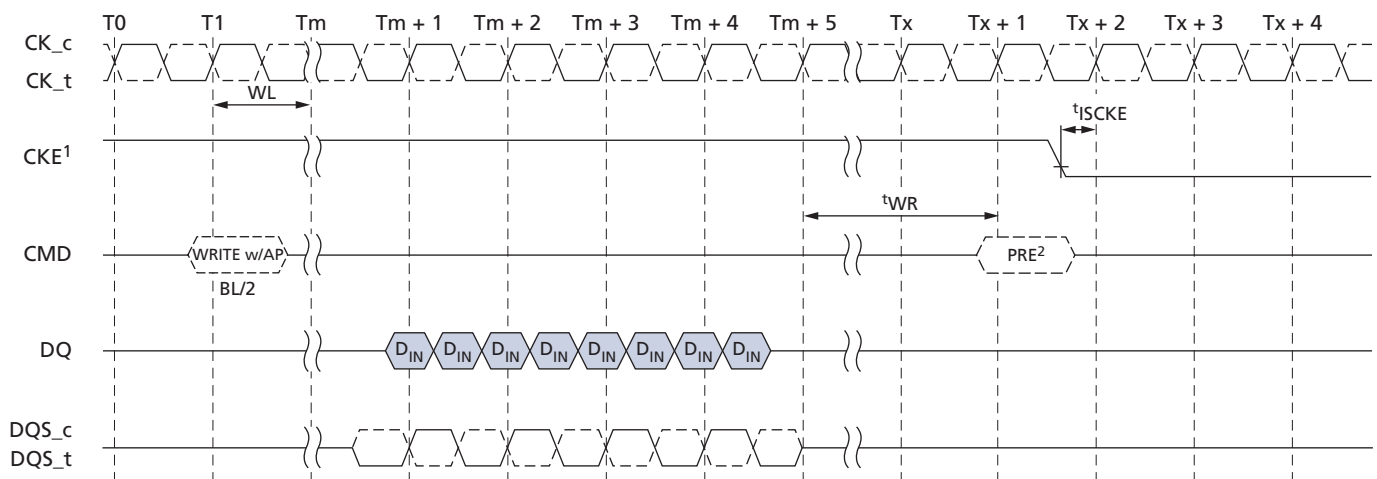 T0 T1 Tm Tm + 1 Tm + 2 Tm + 3 Tm + 4 Tm + 5 Tx Tx + 1 Tx + 2 Tx + 3 Tx + 4
CK_c
CK_t
WL
tISCKE
CKE1
tWR
CMD WRITE w/AP PRE2
BL/2
DQ DIN DIN DIN DIN DIN DIN DIN DIN
DQS_c
DQS_t